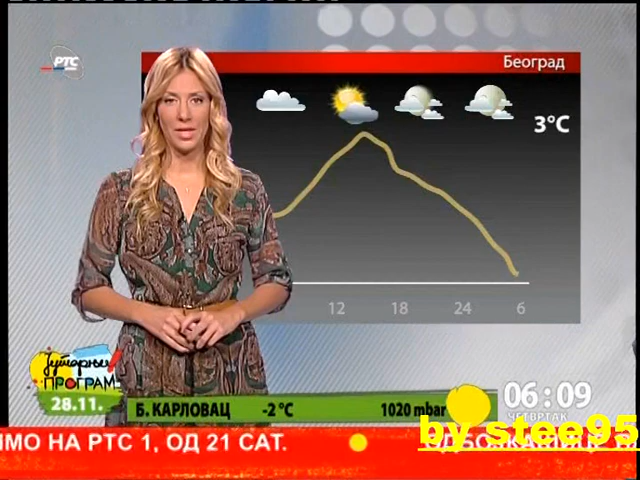 РТС
Београд
3°C
12 18 24 6
Јутарњи
ПРОГРАМ
28.11.
Б. КАРЛОВАЦ -2 °C 1020 mbar
06:09
ЧЕТВРТАК
by stee95
МО НА РТС 1, ОД 21 САТ.